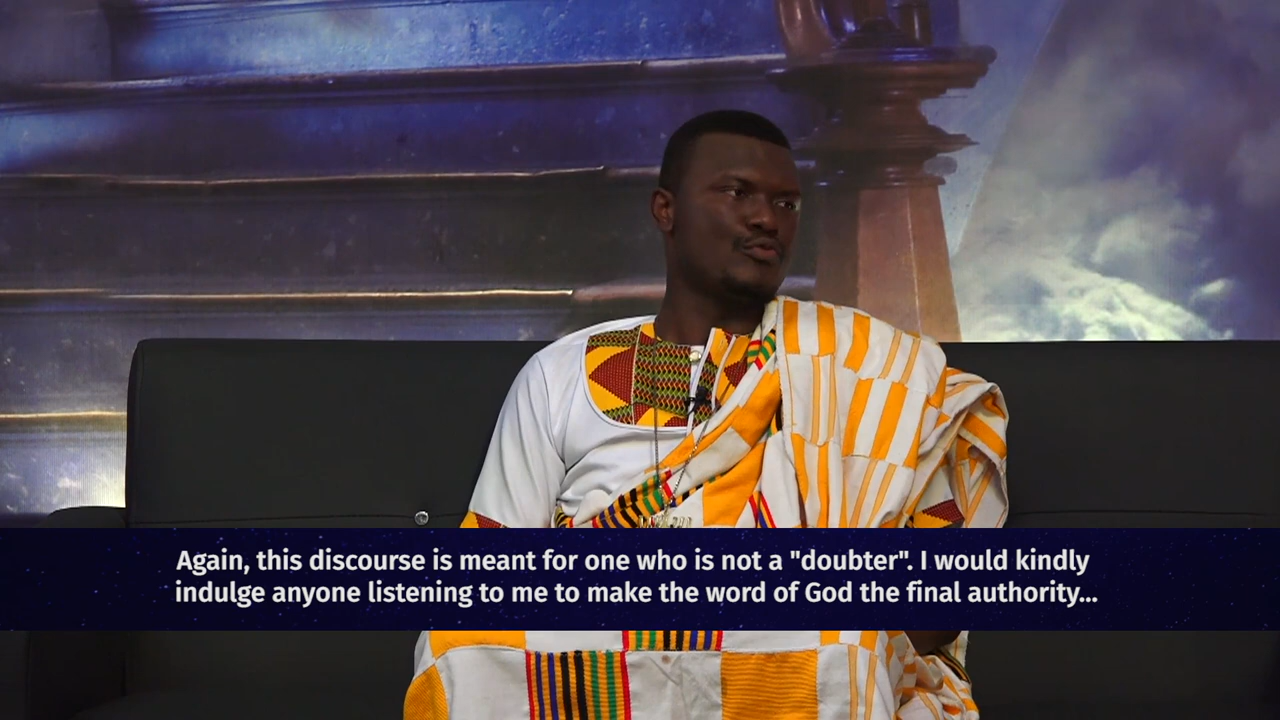 Again, this discourse is meant for one who is not a "doubter". I would kindly
indulge anyone listening to me to make the word of God the final authority...